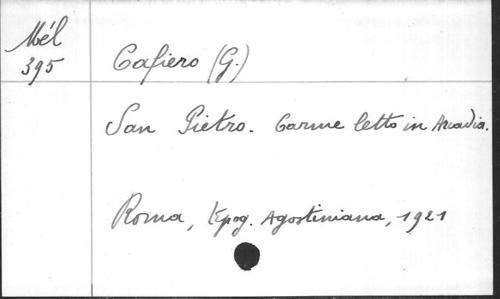 Mél
395
Cafiero (G.)
San Pietro. Carme letto in Arcadia.
Roma, Tipog. Agostiniana, 1921